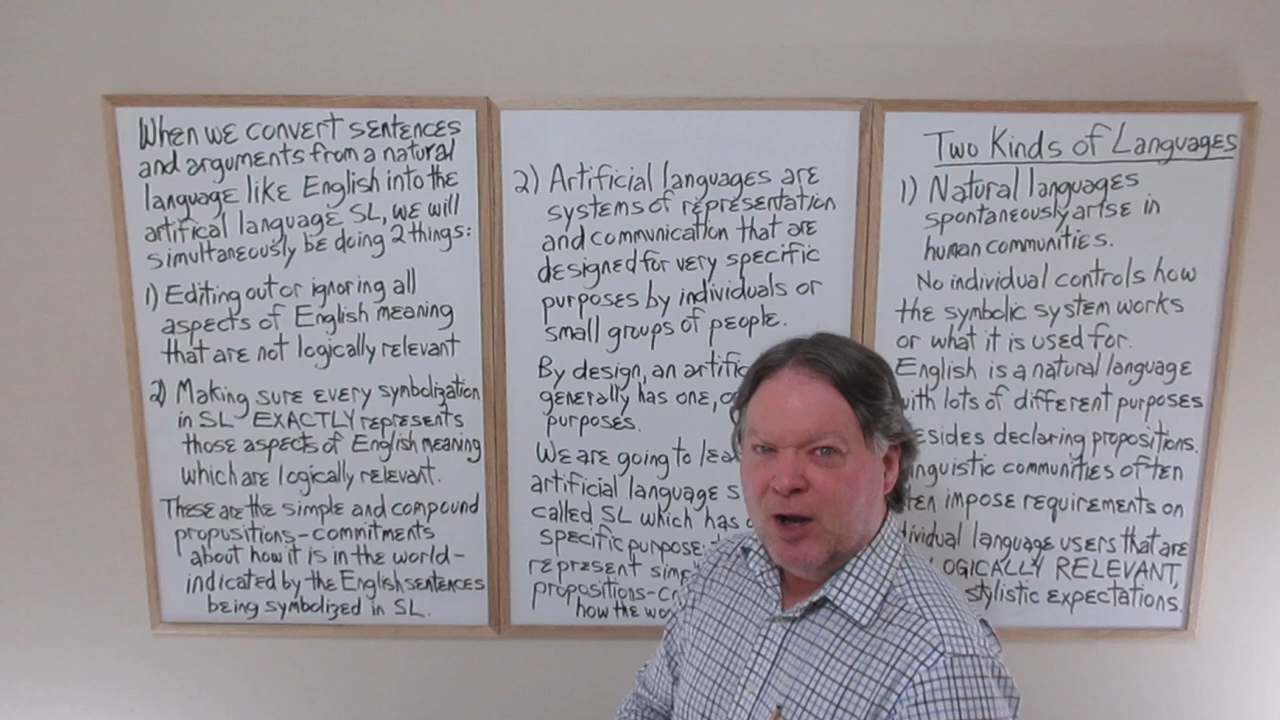 When we convert sentences
and arguments from a natural
language like English into the
artifical language SL, we will
simultaneously be doing 2 things:
1) Editing out or ignoring all
aspects of English meaning
that are not logically relevant
2) Making sure every symbolization
in SL EXACTLY represents
those aspects of English meaning
which are logically relevant.
These are the simple and compound
propositions-commitments
about how it is in the world-
indicated by the English sentences
being symbolized in SL.
2) Artificial languages are
systems of representation
and communication that are
designed for very specific
purposes by individuals or
small groups of people.
By design, an artific
generally has one, o
purposes.
We are going to lea
artificial language s
called SL which has
specific purpose:
represent simp
propositions-c
how the wo
Two Kinds of Languages
1) Natural languages
spontaneously arise in
human communities.
No individual controls how
the symbolic system works
or what it is used for.
English is a natural language
with lots of different purposes
esides declaring propositions.
inguistic communities often
ten impose requirements on
dividual language users that are
OGICALLY RELEVANT,
stylistic expectations.